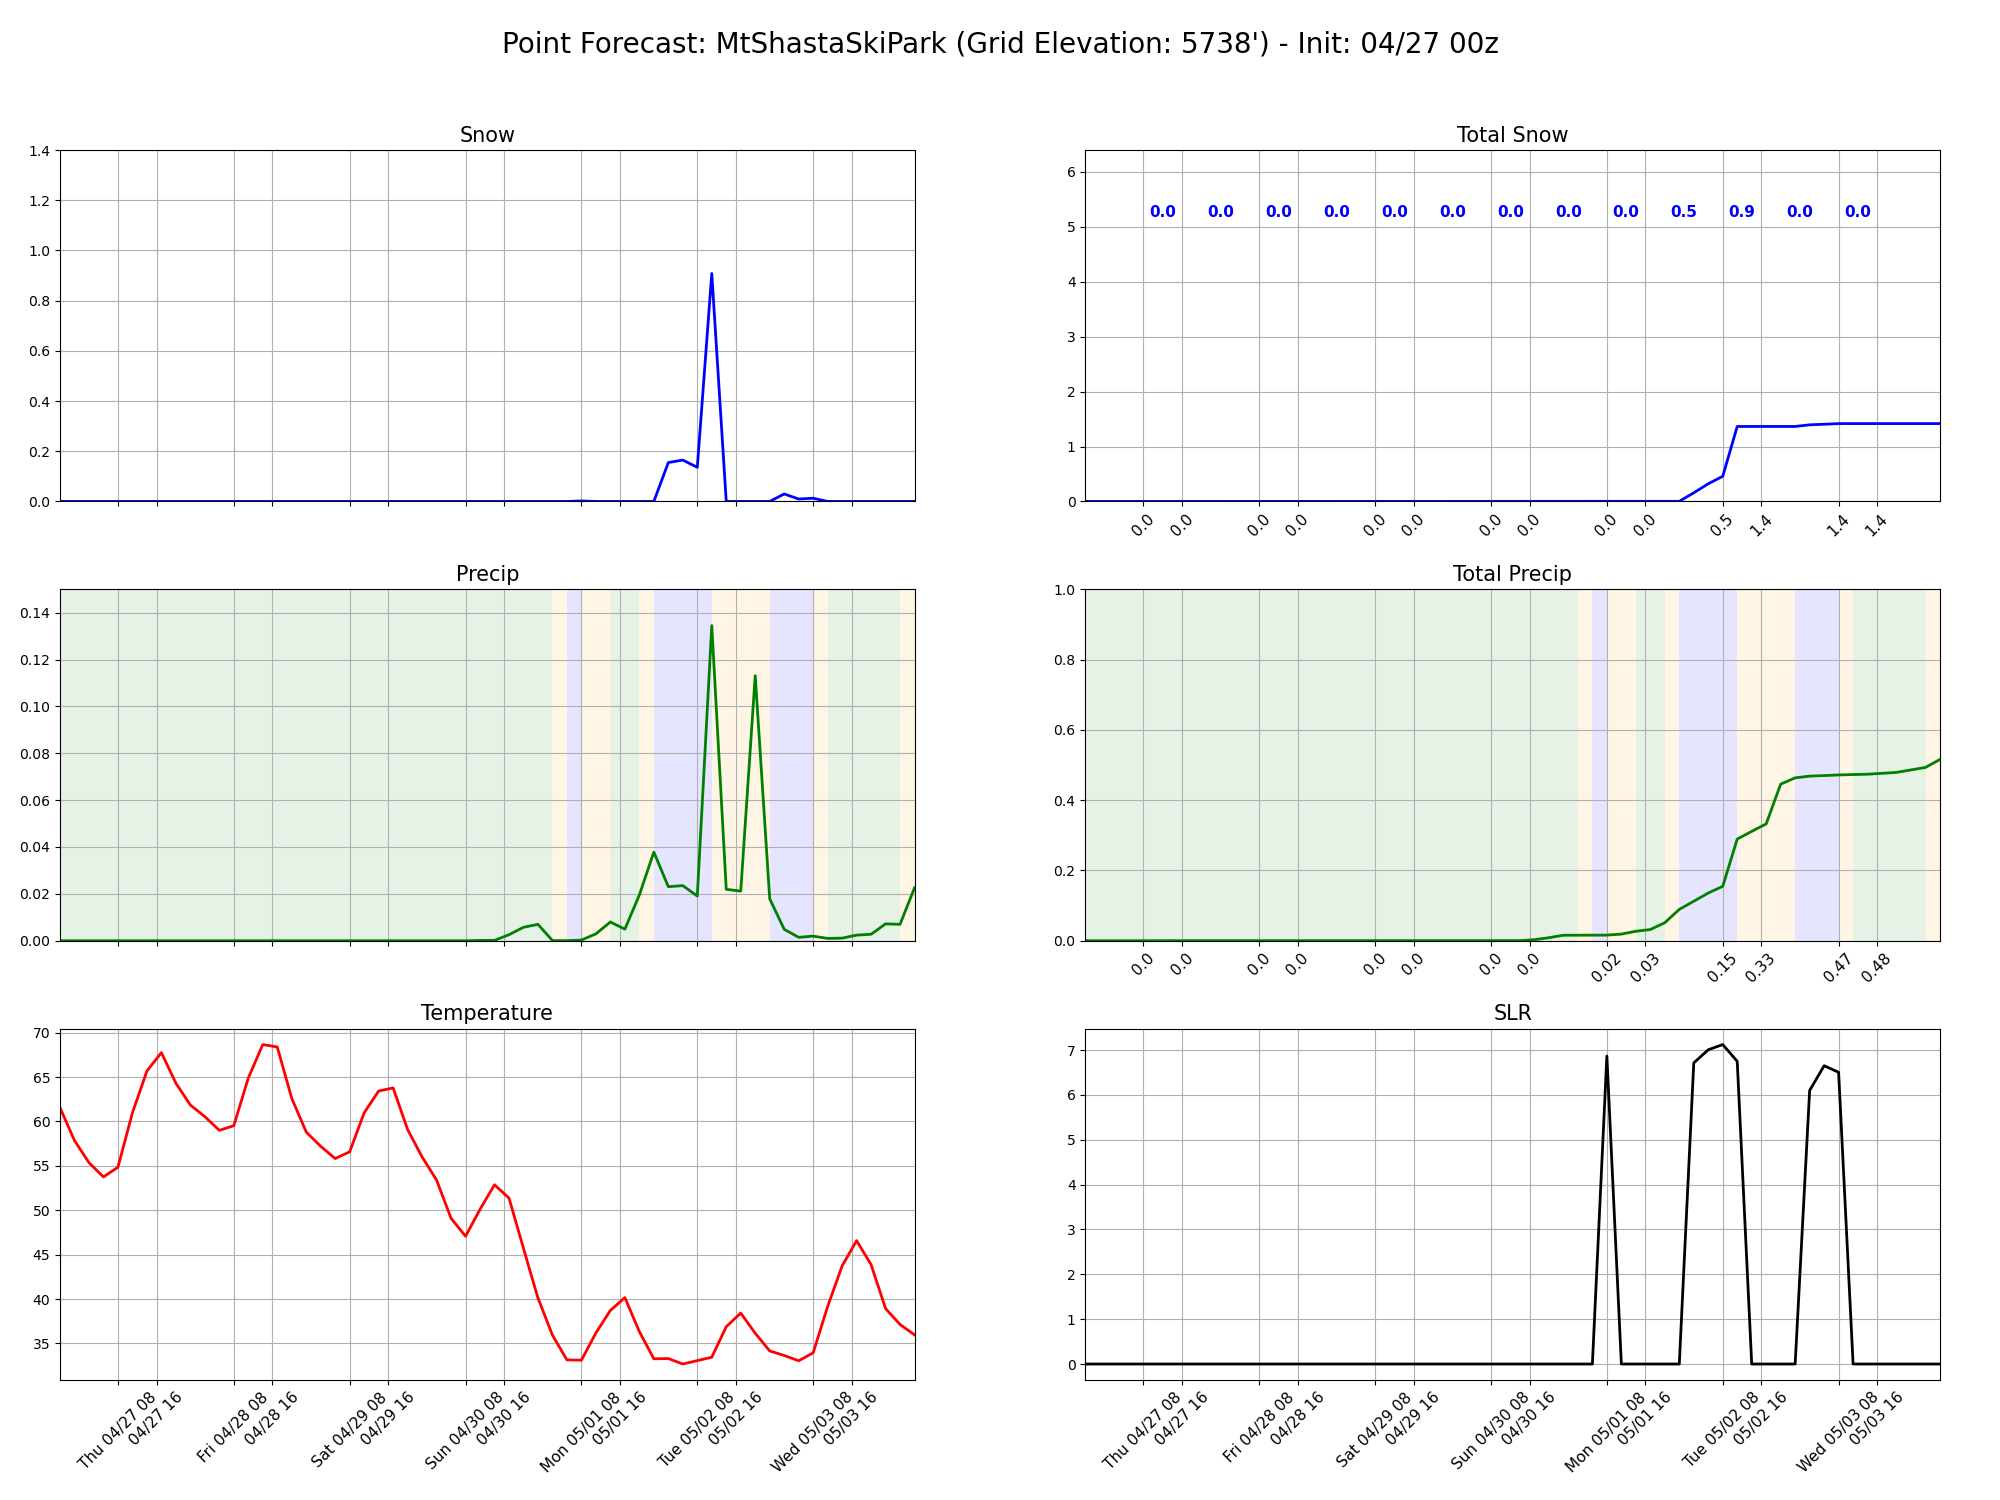 Point Forecast: MtShastaSkiPark (Grid Elevation: 5738') - Init: 04/27 00z
Snow
1.4
1.2
1.0
0.8
0.6
0.4
0.2
0.0
Total Snow
6
5
4
3
2
1
0
0.0 0.0 0.0 0.0 0.0 0.0 0.0 0.0 0.0 0.5 0.9 0.0 0.0
0.0 0.0 0.0 0.0 0.0 0.0 0.0 0.0 0.0 0.0 0.5 1.4 1.4 1.4
Precip
0.14
0.12
0.10
0.08
0.06
0.04
0.02
0.00
Total Precip
1.0
0.8
0.6
0.4
0.2
0.0
0.0 0.0 0.0 0.0 0.0 0.0 0.0 0.0 0.02 0.03 0.15 0.33 0.47 0.48
Temperature
70
65
60
55
50
45
40
35
Thu 04/27 08
04/27 16
Fri 04/28 08
04/28 16
Sat 04/29 08
04/29 16
Sun 04/30 08
04/30 16
Mon 05/01 08
05/01 16
Tue 05/02 08
05/02 16
Wed 05/03 08
05/03 16
SLR
7
6
5
4
3
2
1
0
Thu 04/27 08
04/27 16
Fri 04/28 08
04/28 16
Sat 04/29 08
04/29 16
Sun 04/30 08
04/30 16
Mon 05/01 08
05/01 16
Tue 05/02 08
05/02 16
Wed 05/03 08
05/03 16